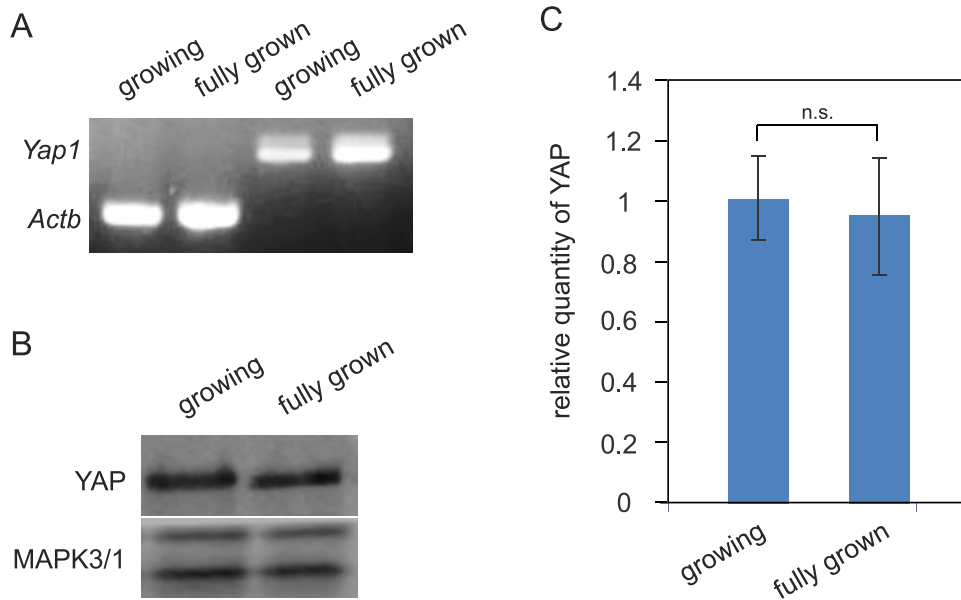 A
growing
fully grown
growing
fully grown
Yap1
Actb
B
growing
fully grown
YAP
MAPK3/1
C
relative quantity of YAP
1.4
1.2
1
0.8
0.6
0.4
0.2
0
n.s.
growing
fully grown